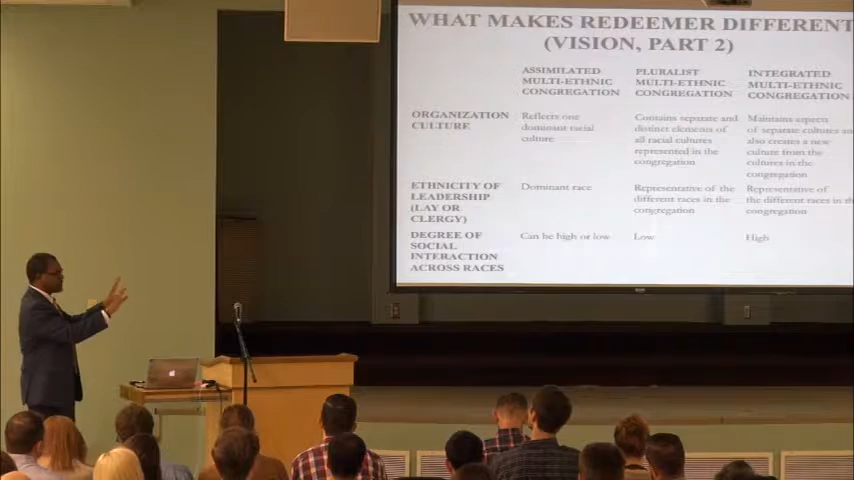 WHAT MAKES REDEEMER DIFFERENT
(VISION, PART 2)
ASSIMILATED
MULTI-ETHNIC
CONGREGATION
PLURALIST
MULTI-ETHNIC
CONGREGATION
INTEGRATED
MULTI-ETHNIC
CONGREGATION
ORGANIZATION
CULTURE
Reflects one
dominant racial
culture
Contains separate and
distinct elements of
all racial cultures
represented in the
congregation
Maintains aspects
of separate cultures an
also creates a new
culture from the
cultures in the
congregation
ETHNICITY OF
LEADERSHIP
(LAY OR
CLERGY)
Dominant race
Representative of the
different races in the
congregation
Representative of
the different races in th
congregation
DEGREE OF
SOCIAL
INTERACTION
ACROSS RACES
Can be high or low
Low
High